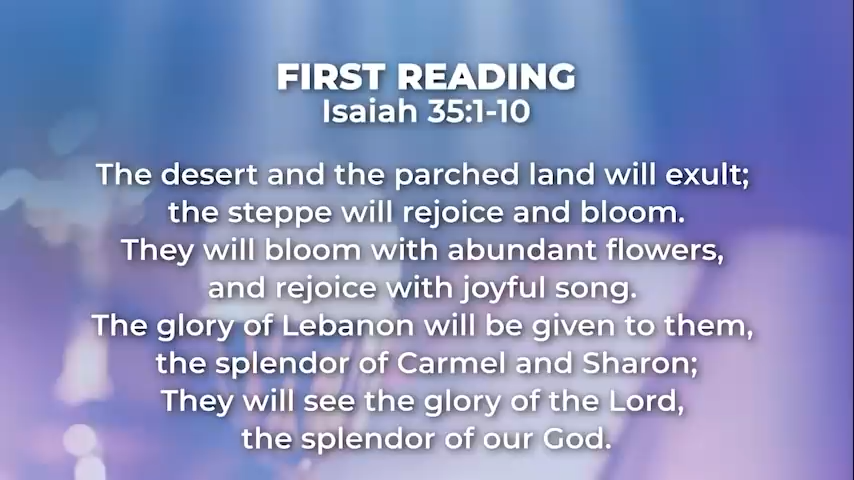 FIRST READING
Isaiah 35:1-10
The desert and the parched land will exult;
the steppe will rejoice and bloom.
They will bloom with abundant flowers,
and rejoice with joyful song.
The glory of Lebanon will be given to them,
the splendor of Carmel and Sharon;
They will see the glory of the Lord,
the splendor of our God.